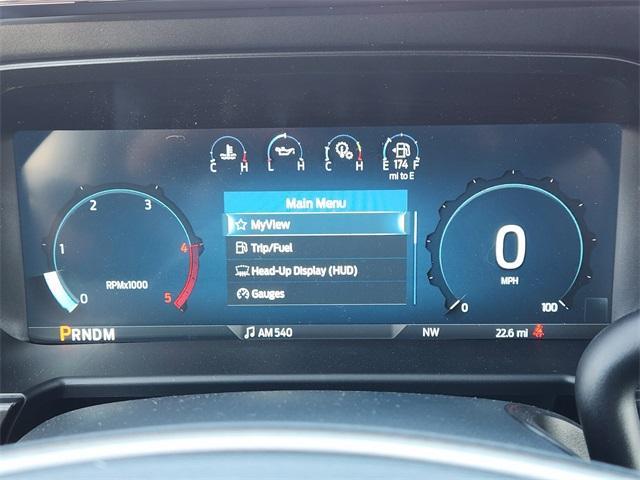 C H L H C H E 174 F
mi to E
Main Menu
MyView
Trip/Fuel
Head-Up Display (HUD)
Gauges
2 3
1 4
RPMx1000
0 5
0
MPH
0 100
PRNDM
AM 540
NW
22.6 mi